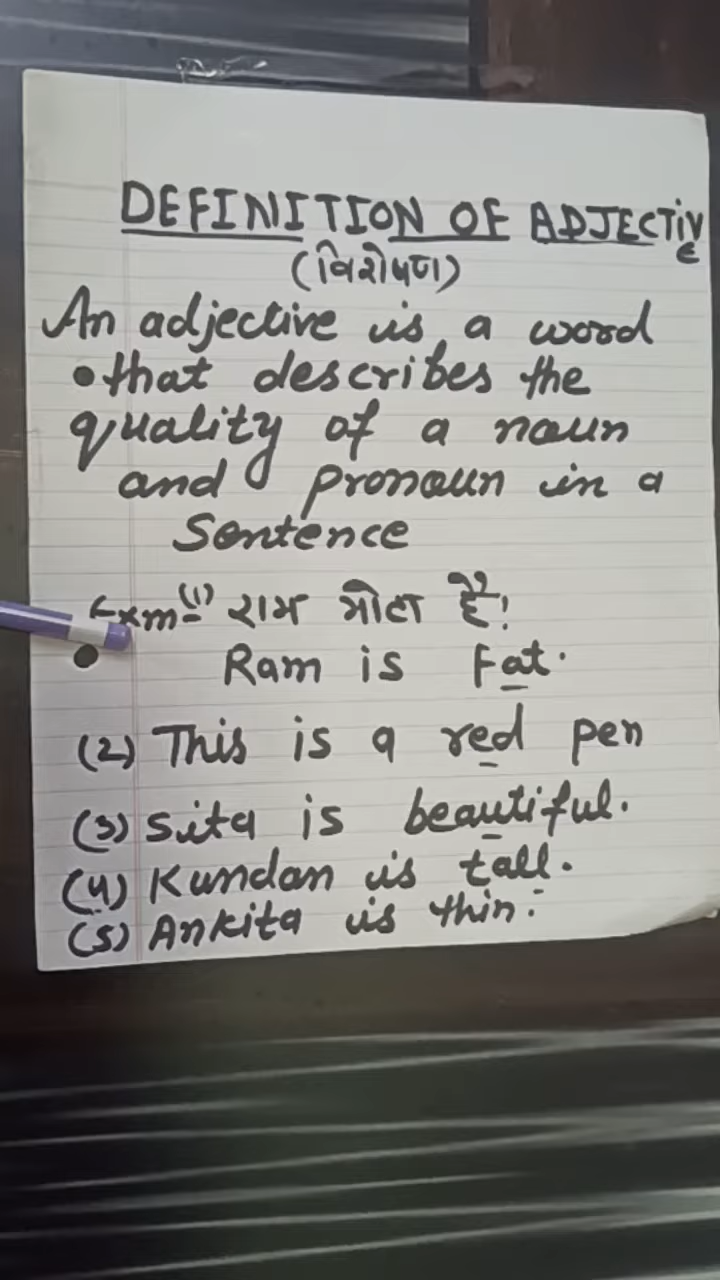 DEFINITION OF ADJECTIVE
(विशेषण)
An adjective is a word
that describes the
quality of a noun
and pronoun in a
Sentence
Exm (1) राम मोटा है!
Ram is Fat.
(2) This is a red pen
(3) Sita is beautiful.
(4) Kundan is tall.
(5) Ankita is thin.